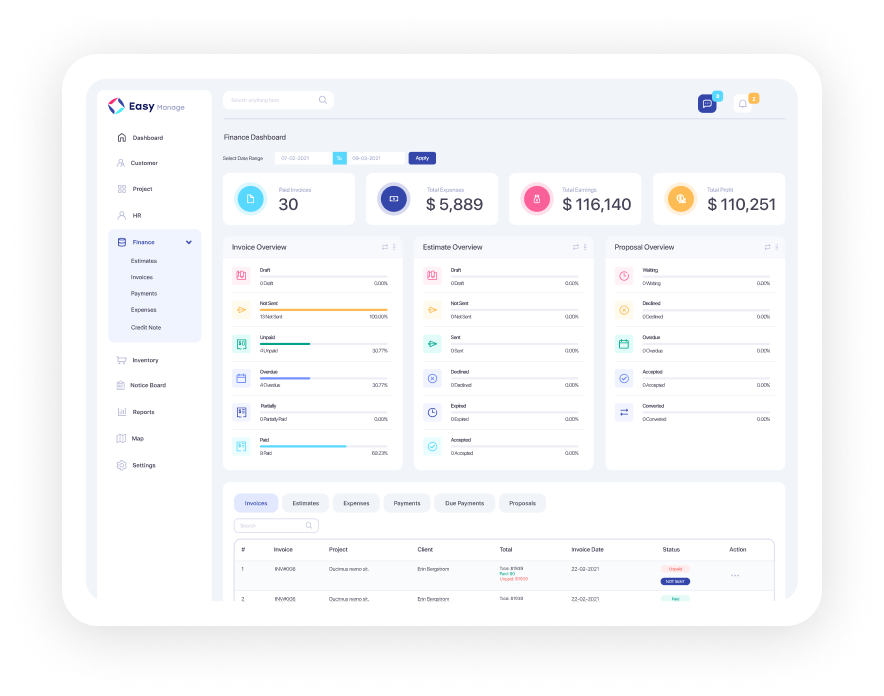 Easy Manage
Search anything here
8
2
Dashboard
Customer
Project
HR
Finance
Estimates
Invoices
Payments
Expenses
Credit Note
Inventory
Notice Board
Reports
Map
Settings
Finance Dashboard
Select Date Range 07-02-2021 To 09-03-2021 Apply
Paid Invoices
30
Total Expenses
$ 5,889
Total Earnings
$ 116,140
Total Profit
$ 110,251
Invoice Overview
Draft
0 Draft 0.00%
Not Sent
13 Not Sent 100.00%
Unpaid
4 Unpaid 30.77%
Overdue
4 Overdue 30.77%
Partially
0 Partially Paid 0.00%
Paid
9 Paid 69.23%
Estimate Overview
Draft
0 Draft 0.00%
Not Sent
0 Not Sent 0.00%
Sent
0 Sent 0.00%
Declined
0 Declined 0.00%
Expired
0 Expired 0.00%
Accepted
0 Accepted 0.00%
Proposal Overview
Waiting
0 Waiting 0.00%
Declined
0 Declined 0.00%
Overdue
0 Overdue 0.00%
Accepted
0 Accepted 0.00%
Converted
0 Converted 0.00%
Invoices Estimates Expenses Payments Due Payments Proposals
Search
# Invoice Project Client Total Invoice Date Status Action
1 INV#006 Ducimus nemo sit. Erin Bergstrom Total: $1939 22-02-2021 Unpaid
Paid: $0
Unpaid: $1939 NOT SENT
2 INV#006 Ducimus nemo sit. Erin Bergstrom Total: $1939 22-02-2021 Paid